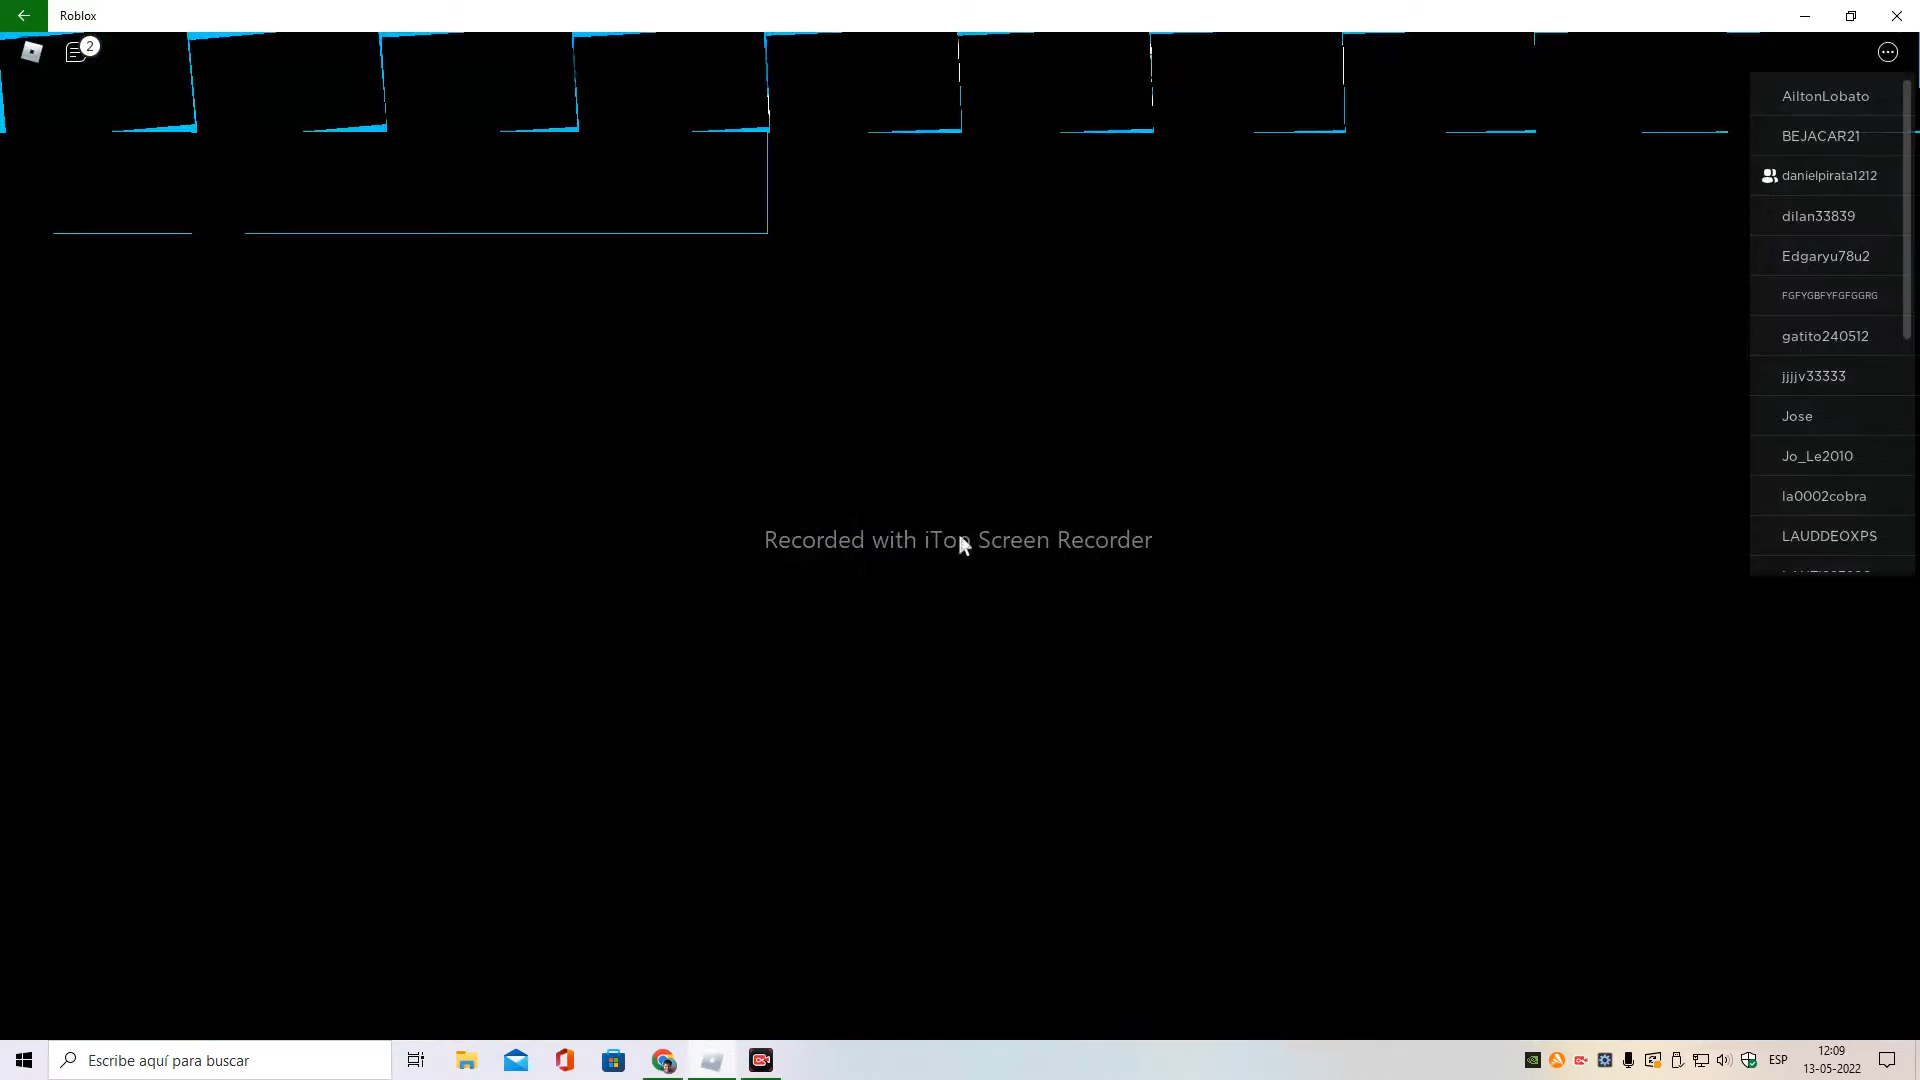 Roblox
2
AiltonLobato
BEJACAR21
danielpirata1212
dilan33839
Edgaryu78u2
FGFYGBFYFGFGGRG
gatito240512
jjjjv33333
Jose
Jo_Le2010
la0002cobra
LAUDDEOXPS
Recorded with iTop Screen Recorder
Escribe aquí para buscar
ESP
12:09
13-05-2022